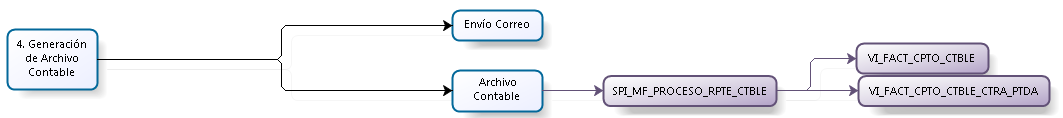 4. Generación
de Archivo
Contable
Envío Correo
Archivo
Contable
SPI_MF_PROCESO_RPTE_CTBLE
VI_FACT_CPTO_CTBLE
VI_FACT_CPTO_CTBLE_CTRA_PTDA